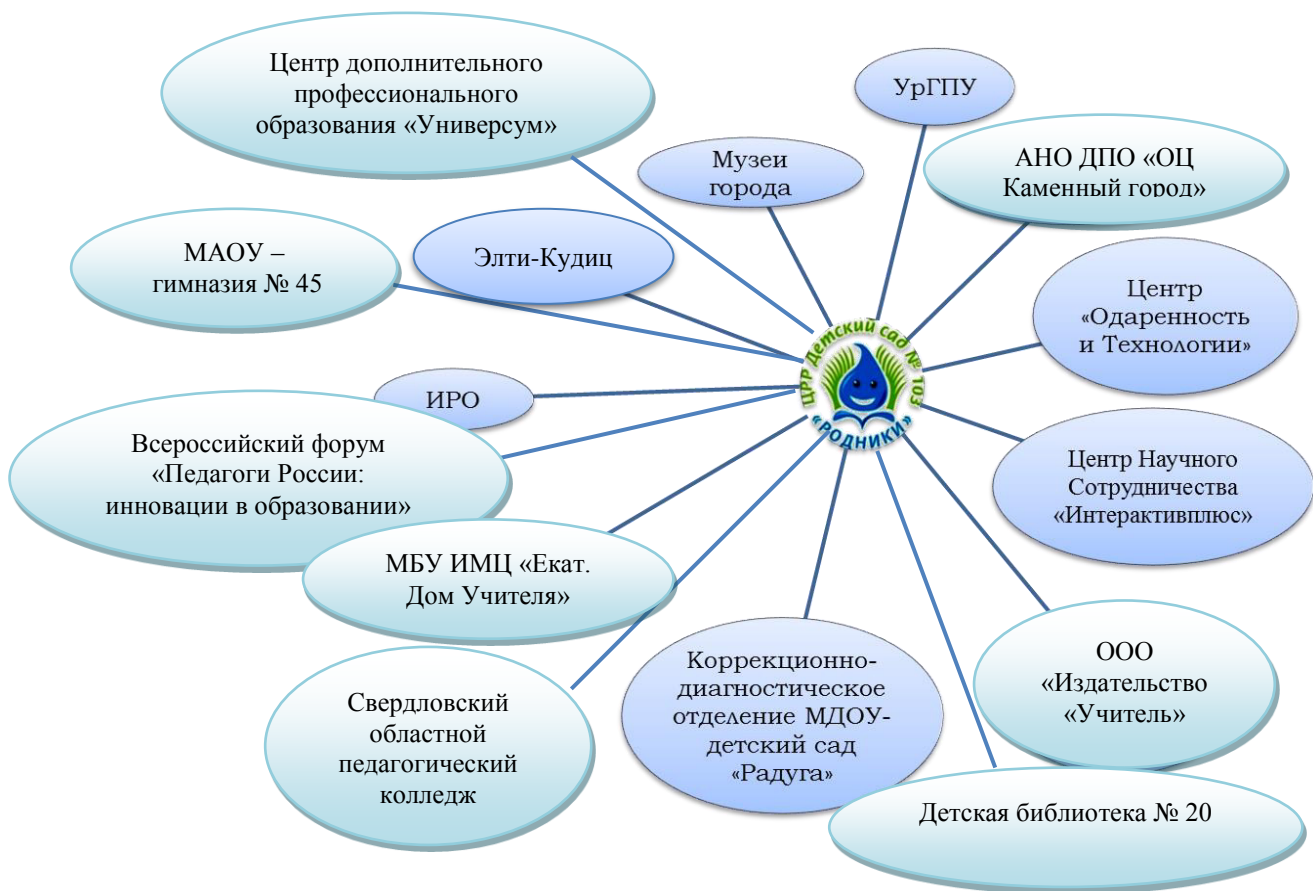 Центр дополнительного
профессионального
образования «Универсум»
УрГПУ
Музеи
города
АНО ДПО «ОЦ
Каменный город»
МАОУ –
гимназия № 45
Элти-Кудиц
Центр
«Одаренность
и Технологии»
ЦРР Детский сад № 103
«РОДНИКИ»
ИРО
Всероссийский форум
«Педагоги России:
инновации в образовании»
Центр Научного
Сотрудничества
«Интерактивплюс»
МБУ ИМЦ «Екат.
Дом Учителя»
ООО
«Издательство
«Учитель»
Коррекционно-
диагностическое
отделение МДОУ-
детский сад
«Радуга»
Свердловский
областной
педагогический
колледж
Детская библиотека № 20